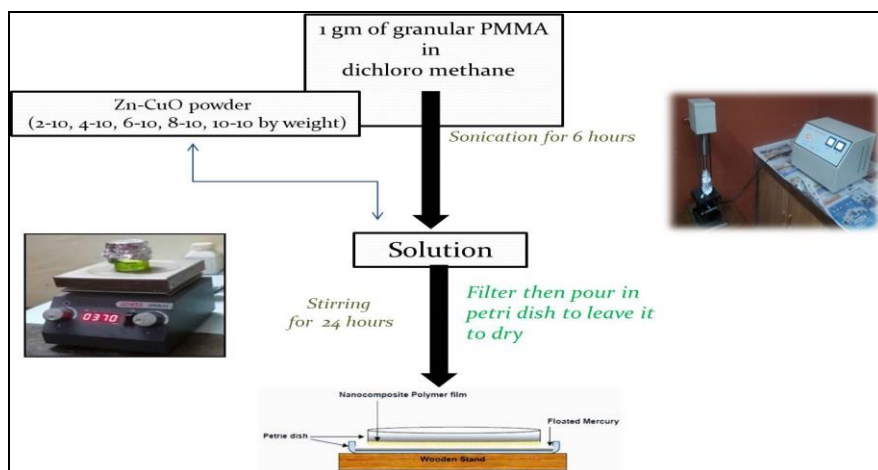 1 gm of granular PMMA
in
dichloro methane
Zn-CuO powder
(2-10, 4-10, 6-10, 8-10, 10-10 by weight)
Sonication for 6 hours
Solution
Stirring
for 24 hours
Filter then pour in
petri dish to leave it
to dry
0370
Nanocomposite Polymer film
Floated Mercury
Petrie dish
Wooden Stand